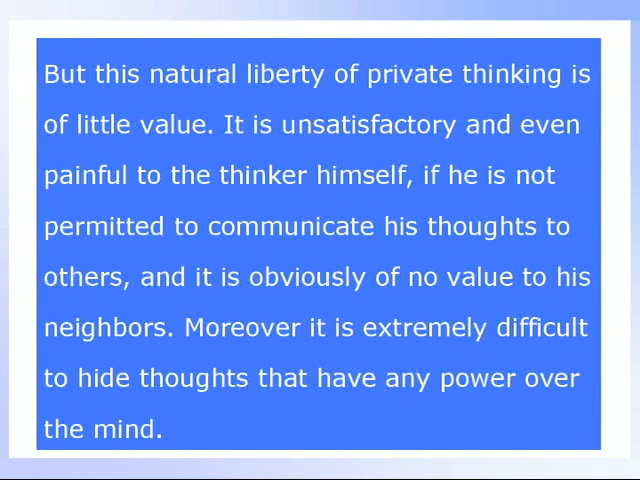 But this natural liberty of private thinking is
of little value. It is unsatisfactory and even
painful to the thinker himself, if he is not
permitted to communicate his thoughts to
others, and it is obviously of no value to his
neighbors. Moreover it is extremely difficult
to hide thoughts that have any power over
the mind.